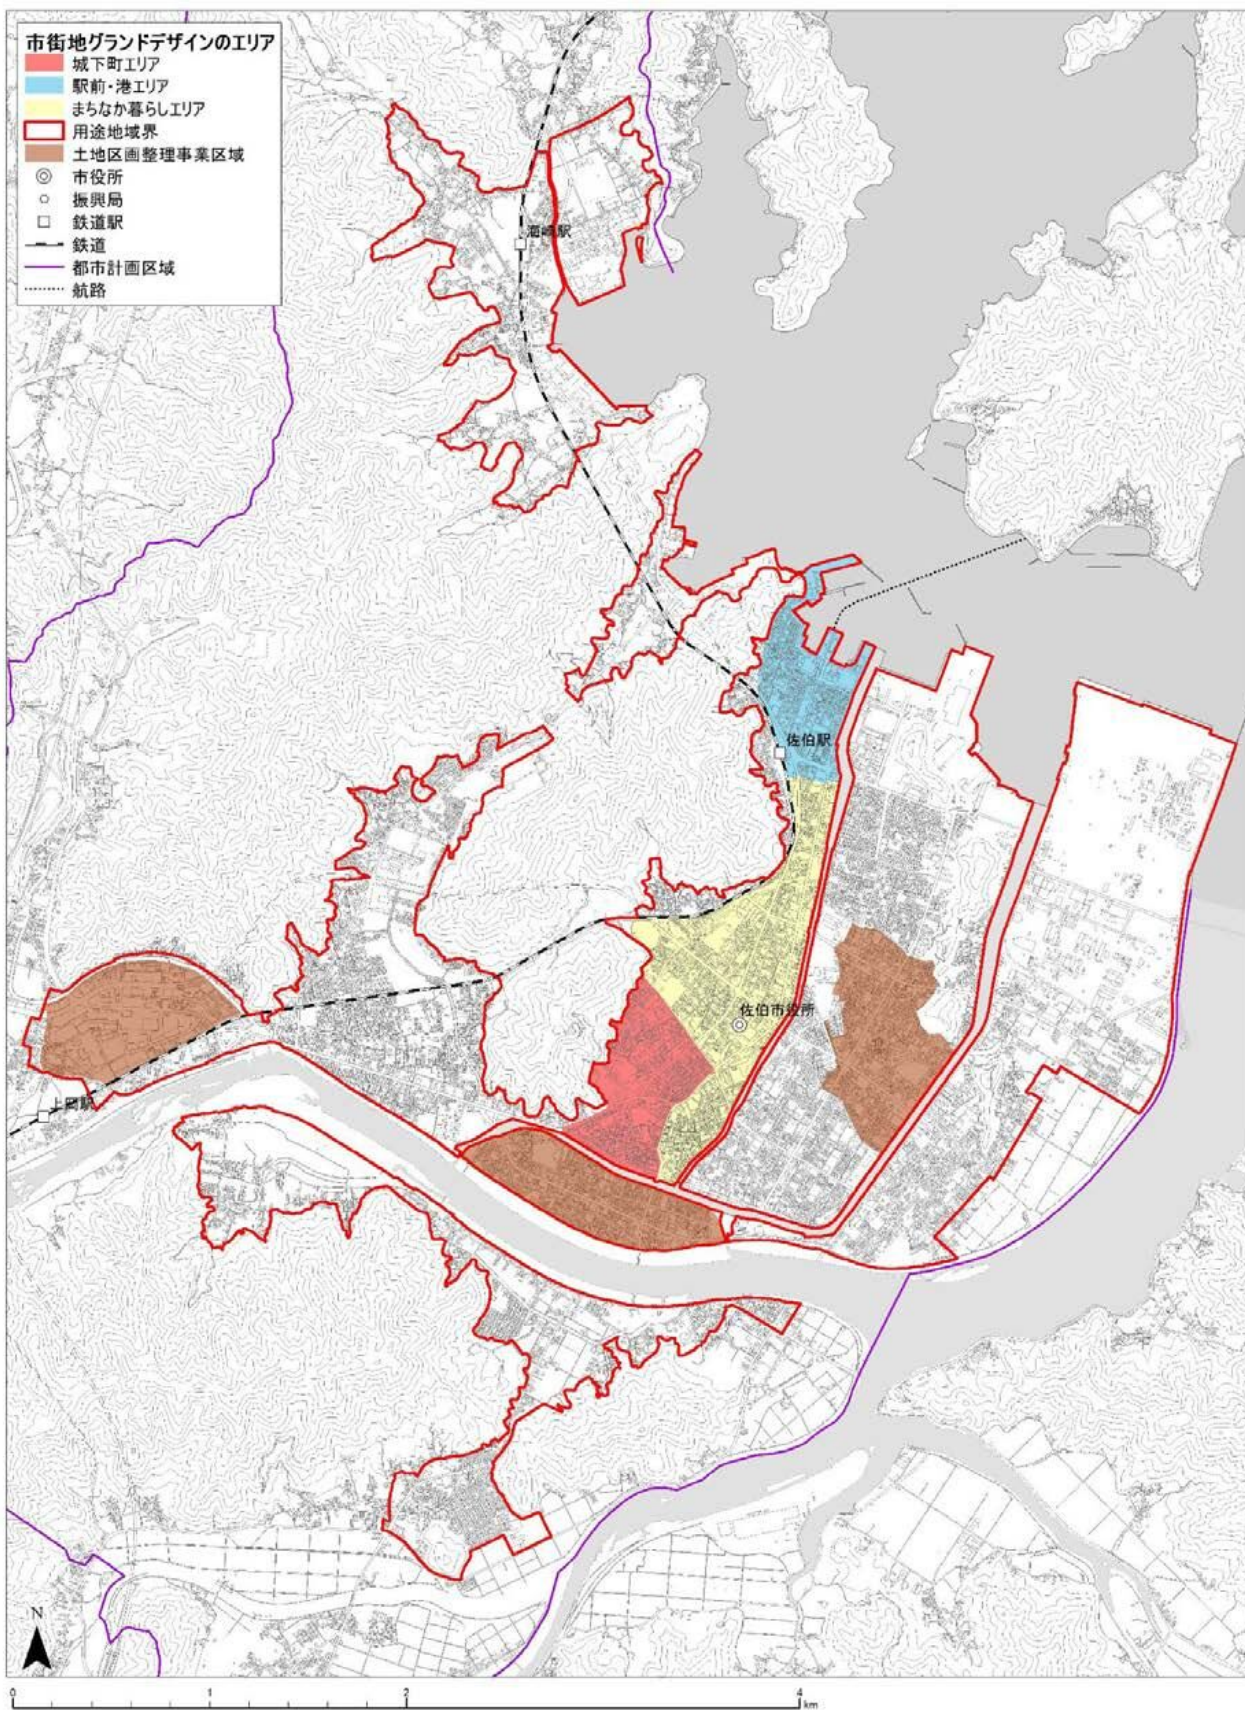 市街地グランドデザインのエリア
城下町エリア
駅前・港エリア
まちなか暮らしエリア
用途地域界
土地区画整理事業区域
市役所
振興局
鉄道駅
鉄道
都市計画区域
航路
海崎駅
佐伯駅
佐伯市役所
上岡駅
N
0 1 2 4
km